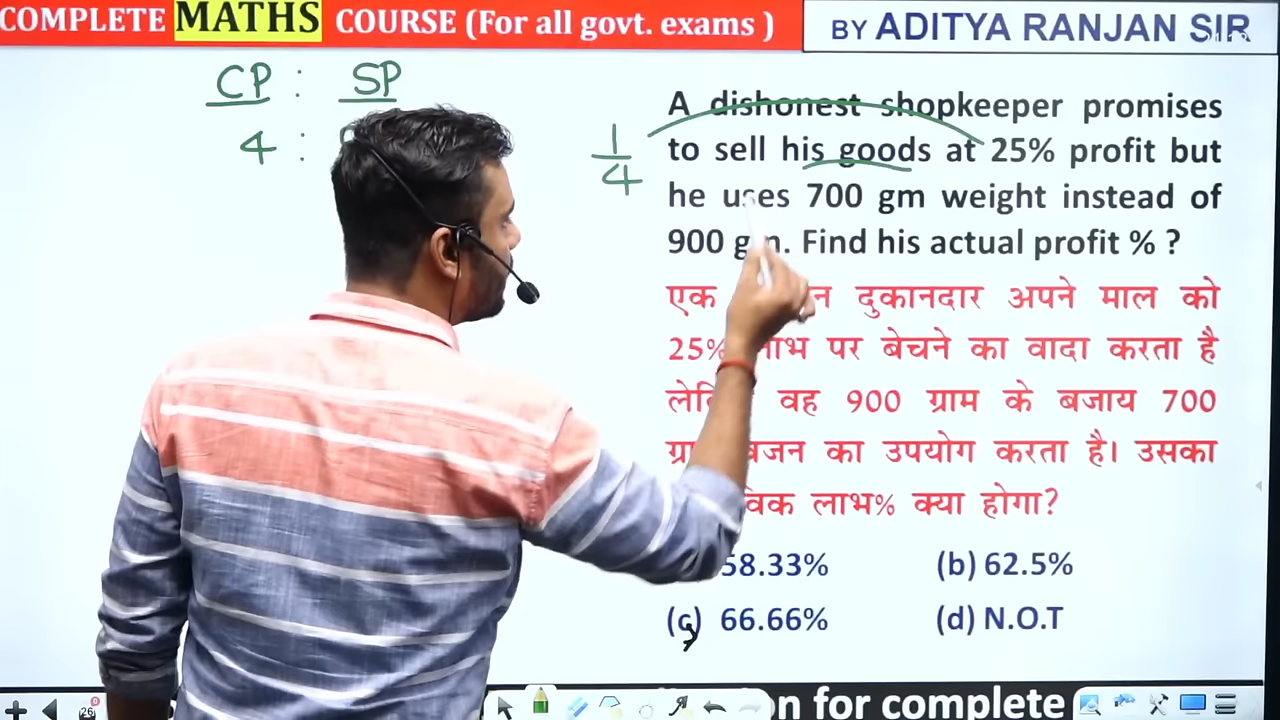 COMPLETE MATHS COURSE (For all govt. exams )
BY ADITYA RANJAN SIR
CP : SP
4 :
1/4
A dishonest shopkeeper promises
to sell his goods at 25% profit but
he uses 700 gm weight instead of
900 gm. Find his actual profit % ?
एक दुकानदार अपने माल को
25% पर बेचने का वादा करता है
वह 900 ग्राम के बजाय 700
वजन का उपयोग करता है। उसका
लाभ% क्या होगा?
58.33%
(b) 62.5%
(c) 66.66%
(d) N.O.T
26
for complete